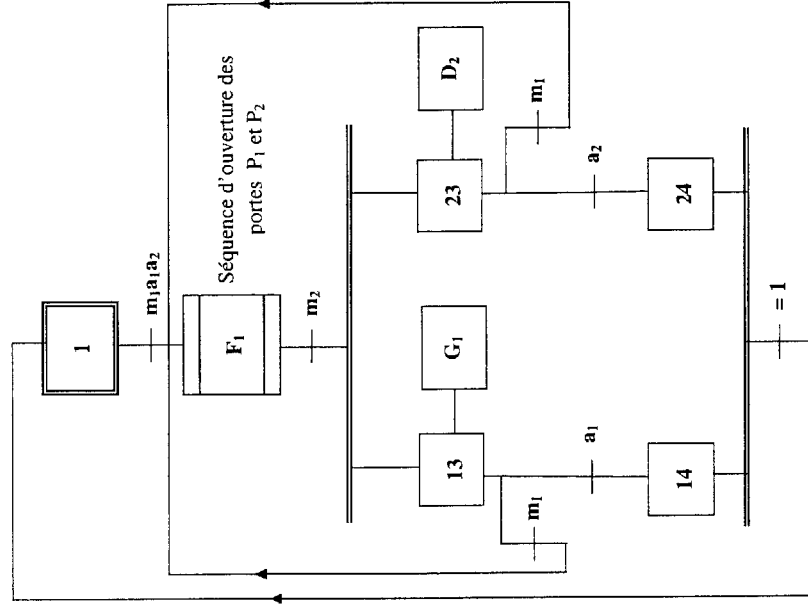 1
m₁a₁a₂
F₁
Séquence d'ouverture des
portes P₁ et P₂
m₂
13
G₁
23
D₂
m₁
a₁
m₁
a₂
14
24
= 1